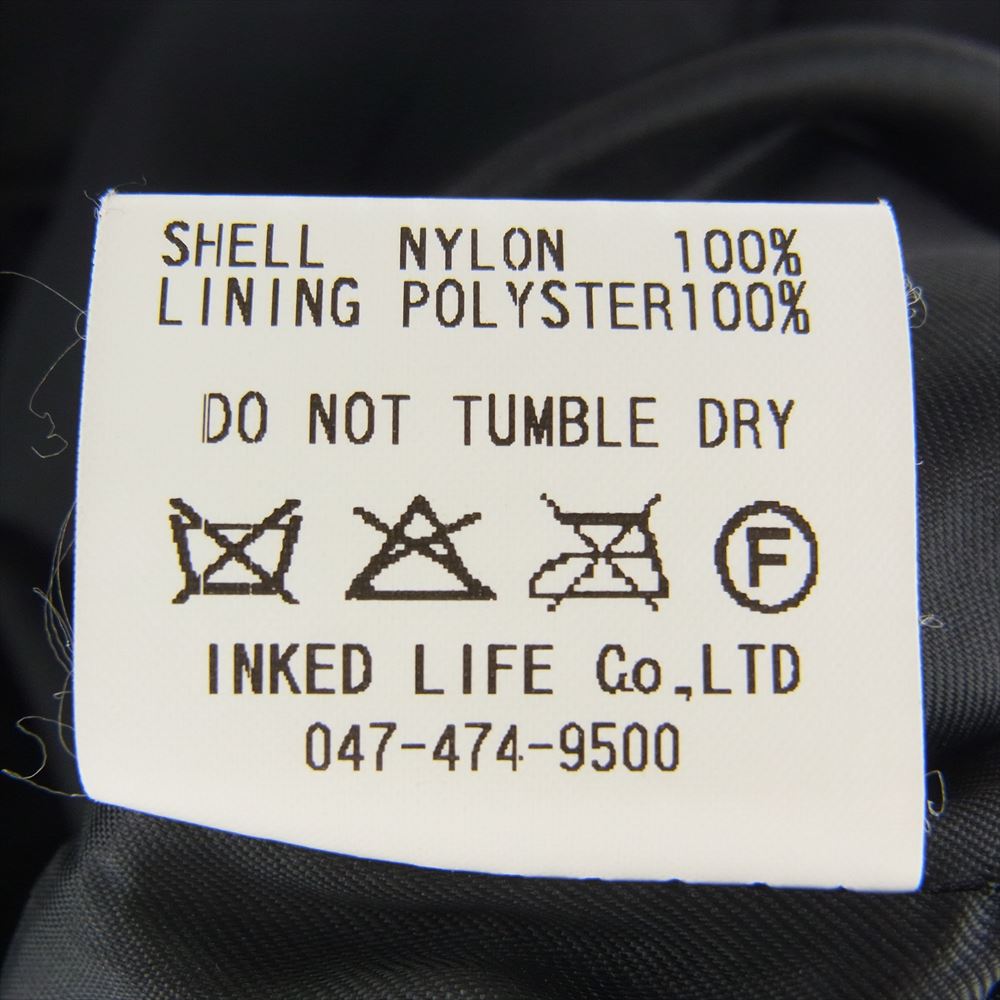 SHELL NYLON 100%
LINING POLYSTER100%
DO NOT TUMBLE DRY
F
INKED LIFE Co.,LTD
047-474-9500